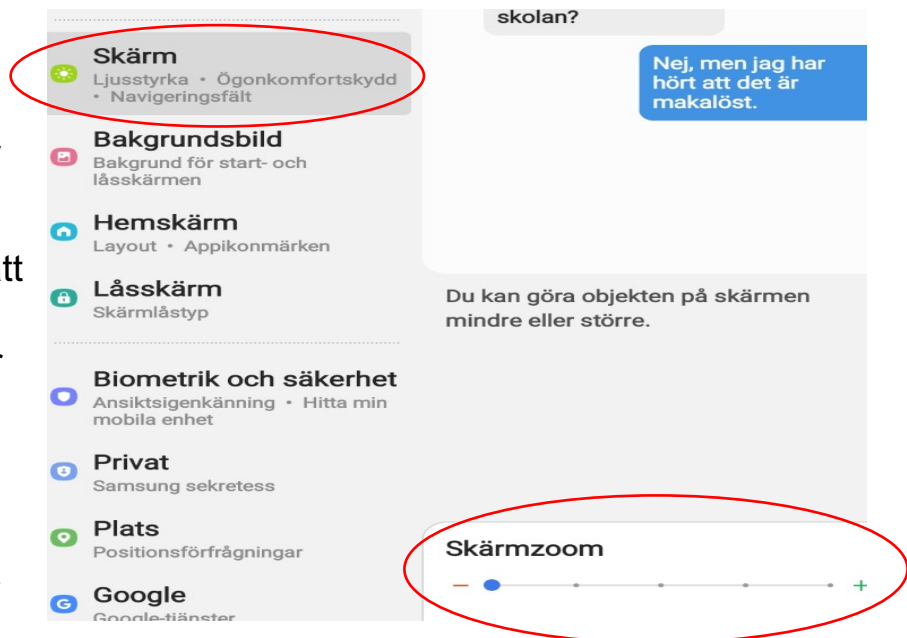 Skärm
Ljusstyrka • Ögonkomfortskydd
• Navigeringsfält
Bakgrundsbild
Bakgrund för start- och
låsskärmen
Hemskärm
Layout • Appikonmärken
Låsskärm
Skärmlåstyp
Biometrik och säkerhet
Ansiktsigenkänning • Hitta min
mobila enhet
Privat
Samsung sekretess
Plats
Positionsförfrågningar
Google
Google-tjänster
skolan?
Nej, men jag har
hört att det är
makalöst.
Du kan göra objekten på skärmen
mindre eller större.
Skärmzoom
− +